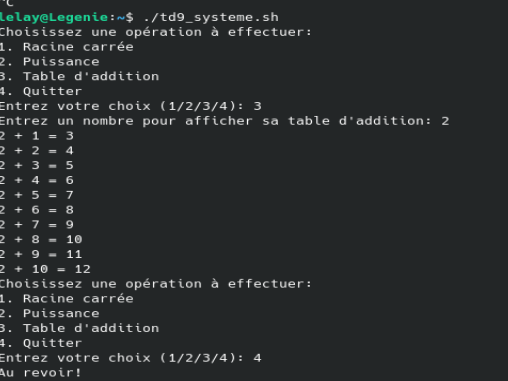 ^C
lelay@Legenie:~$ ./td9_systeme.sh
Choisissez une opération à effectuer:
1. Racine carrée
2. Puissance
3. Table d'addition
4. Quitter
Entrez votre choix (1/2/3/4): 3
Entrez un nombre pour afficher sa table d'addition: 2
2 + 1 = 3
2 + 2 = 4
2 + 3 = 5
2 + 4 = 6
2 + 5 = 7
2 + 6 = 8
2 + 7 = 9
2 + 8 = 10
2 + 9 = 11
2 + 10 = 12
Choisissez une opération à effectuer:
1. Racine carrée
2. Puissance
3. Table d'addition
4. Quitter
Entrez votre choix (1/2/3/4): 4
Au revoir!